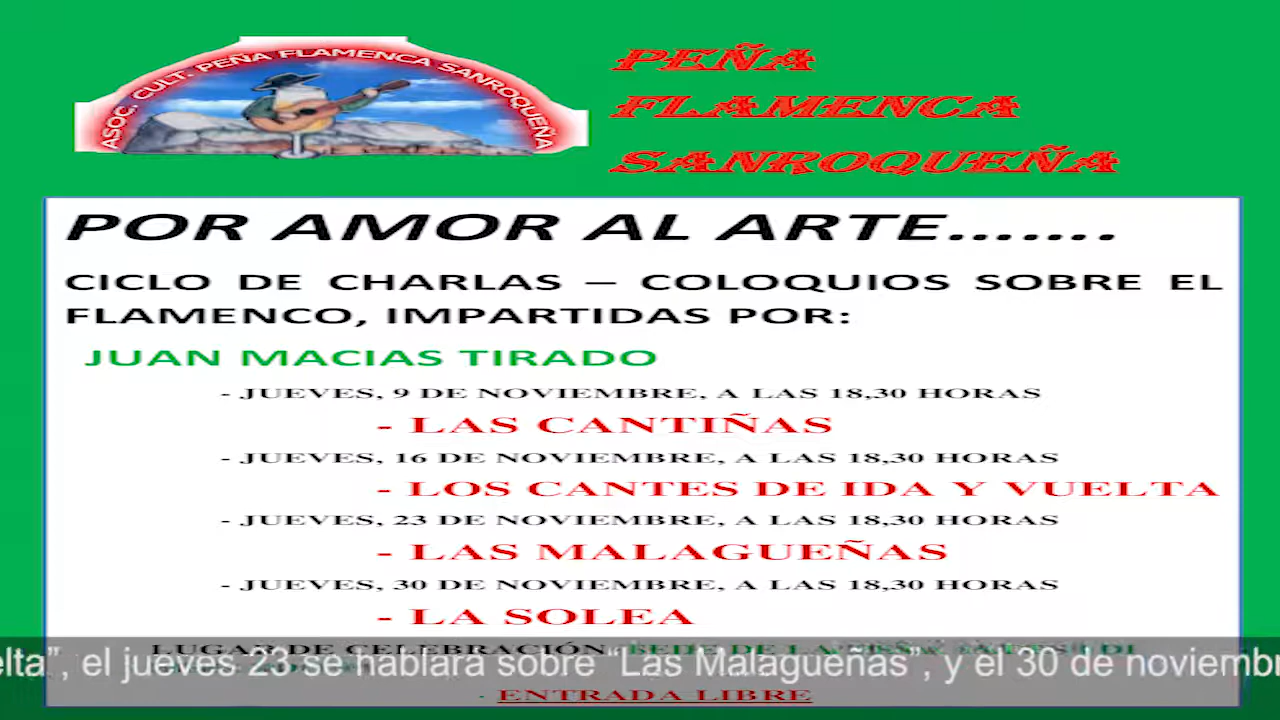 ASOC. CULT. PEÑA FLAMENCA SANROQUEÑA
PEÑA
FLAMENCA
SANROQUEÑA
POR AMOR AL ARTE.......
CICLO DE CHARLAS – COLOQUIOS SOBRE EL
FLAMENCO, IMPARTIDAS POR:
JUAN MACIAS TIRADO
- JUEVES, 9 DE NOVIEMBRE, A LAS 18,30 HORAS
- LAS CANTIÑAS
- JUEVES, 16 DE NOVIEMBRE, A LAS 18,30 HORAS
- LOS CANTES DE IDA Y VUELTA
- JUEVES, 23 DE NOVIEMBRE, A LAS 18,30 HORAS
- LAS MALAGUEÑAS
- JUEVES, 30 DE NOVIEMBRE, A LAS 18,30 HORAS
- LA SOLEA
LUGAR DE CELEBRACIÓN
elta”, el jueves 23 se hablará sobre “Las Malagueñas”, y el 30 de noviembr
- ENTRADA LIBRE